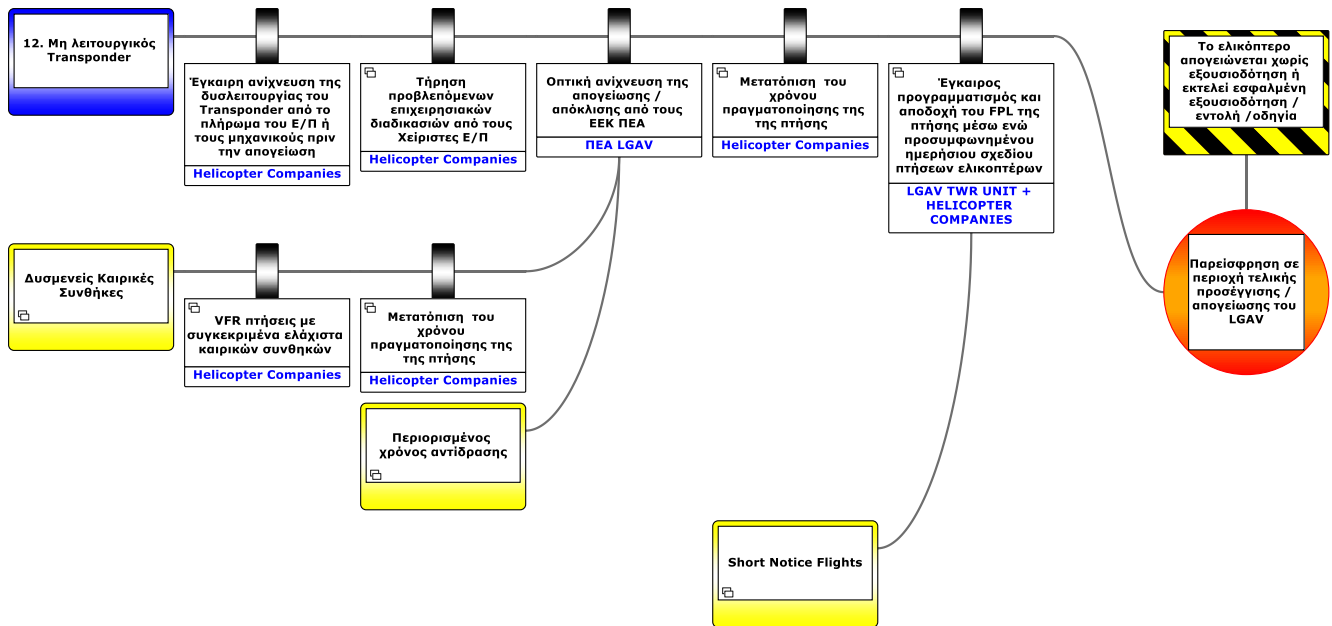 12. Μη λειτουργικός
Transponder
Έγκαιρη ανίχνευση της
δυσλειτουργίας του
Transponder από το
πλήρωμα του Ε/Π ή
τους μηχανικούς πριν
την απογείωση
Helicopter Companies
Τήρηση
προβλεπόμενων
επιχειρησιακών
διαδικασιών από τους
Χείριστες Ε/Π
Helicopter Companies
Οπτική ανίχνευση της
απογείωσης /
απόκλισης από τους
ΕΕΚ ΠΕΑ
ΠΕΑ LGAV
Μετατόπιση του
χρόνου
πραγματοποίησης της
της πτήσης
Helicopter Companies
Έγκαιρος
προγραμματισμός και
αποδοχή του FPL της
πτήσης μέσω ενώ
προσυμφωνημένου
ημερήσιου σχεδίου
πτήσεων ελικοπτέρων
LGAV TWR UNIT +
HELICOPTER
COMPANIES
Το ελικόπτερο
απογειώνεται χωρίς
εξουσιοδότηση ή
εκτελεί εσφαλμένη
εξουσιοδότηση /
εντολή /οδηγία
Παρείσφρηση σε
περιοχή τελικής
προσέγγισης /
απογείωσης του
LGAV
Δυσμενείς Καιρικές
Συνθήκες
VFR πτήσεις με
συγκεκριμένα ελάχιστα
καιρικών συνθηκών
Helicopter Companies
Μετατόπιση του
χρόνου
πραγματοποίησης της
της πτήσης
Helicopter Companies
Περιορισμένος
χρόνος αντίδρασης
Short Notice Flights